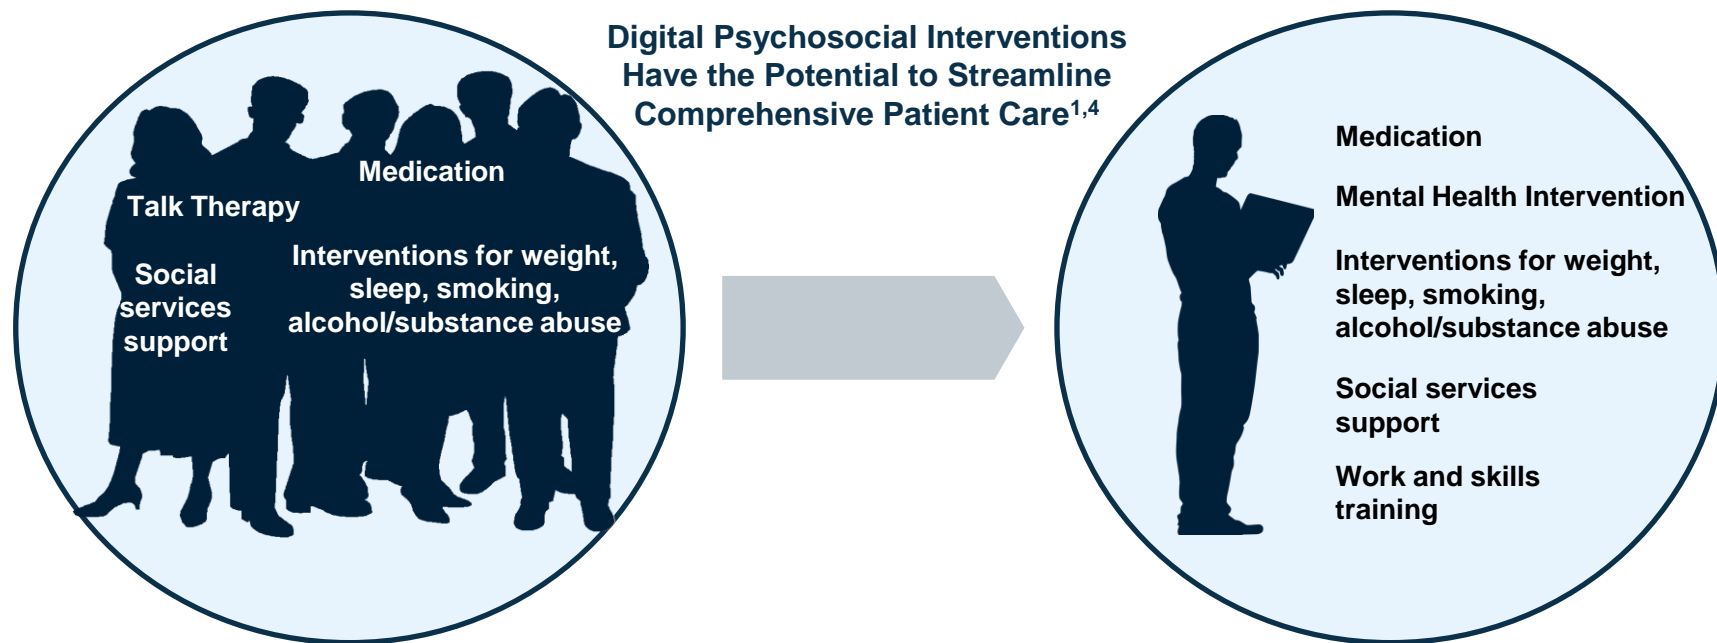 Digital Psychosocial Interventions
Have the Potential to Streamline
Comprehensive Patient Care1,4
Medication
Talk Therapy
Interventions for weight,
sleep, smoking,
alcohol/substance abuse
Social
services
support
Medication
Mental Health Intervention
Interventions for weight,
sleep, smoking,
alcohol/substance abuse
Social services
support
Work and skills
training